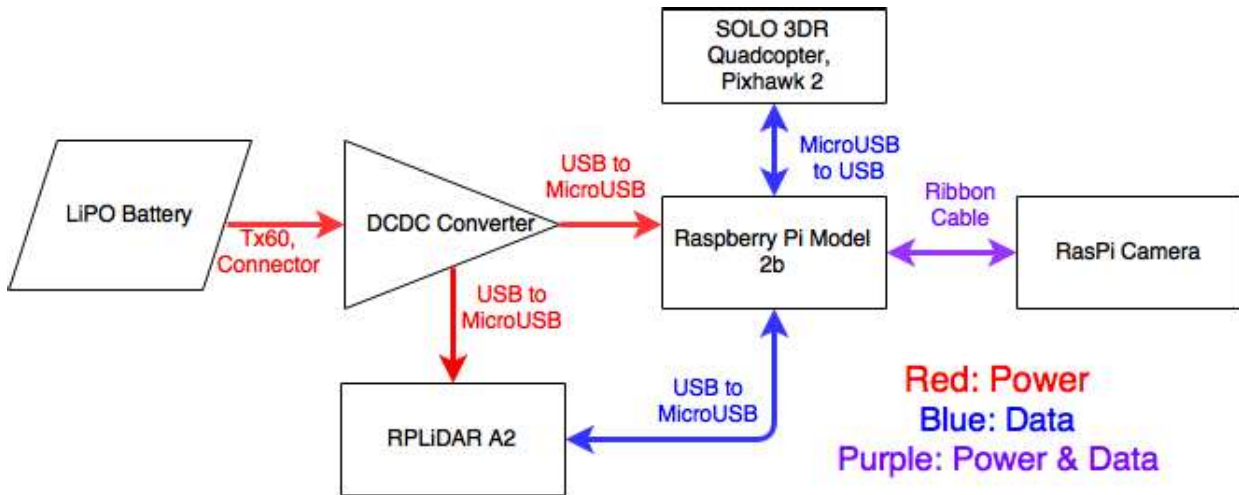 SOLO 3DR
Quadcopter,
Pixhawk 2
MicroUSB
to USB
USB to
MicroUSB
Ribbon
Cable
LiPO Battery
DCDC Converter
Raspberry Pi Model
2b
RasPi Camera
Tx60,
Connector
USB to
MicroUSB
USB to
MicroUSB
RPLiDAR A2
Red: Power
Blue: Data
Purple: Power & Data